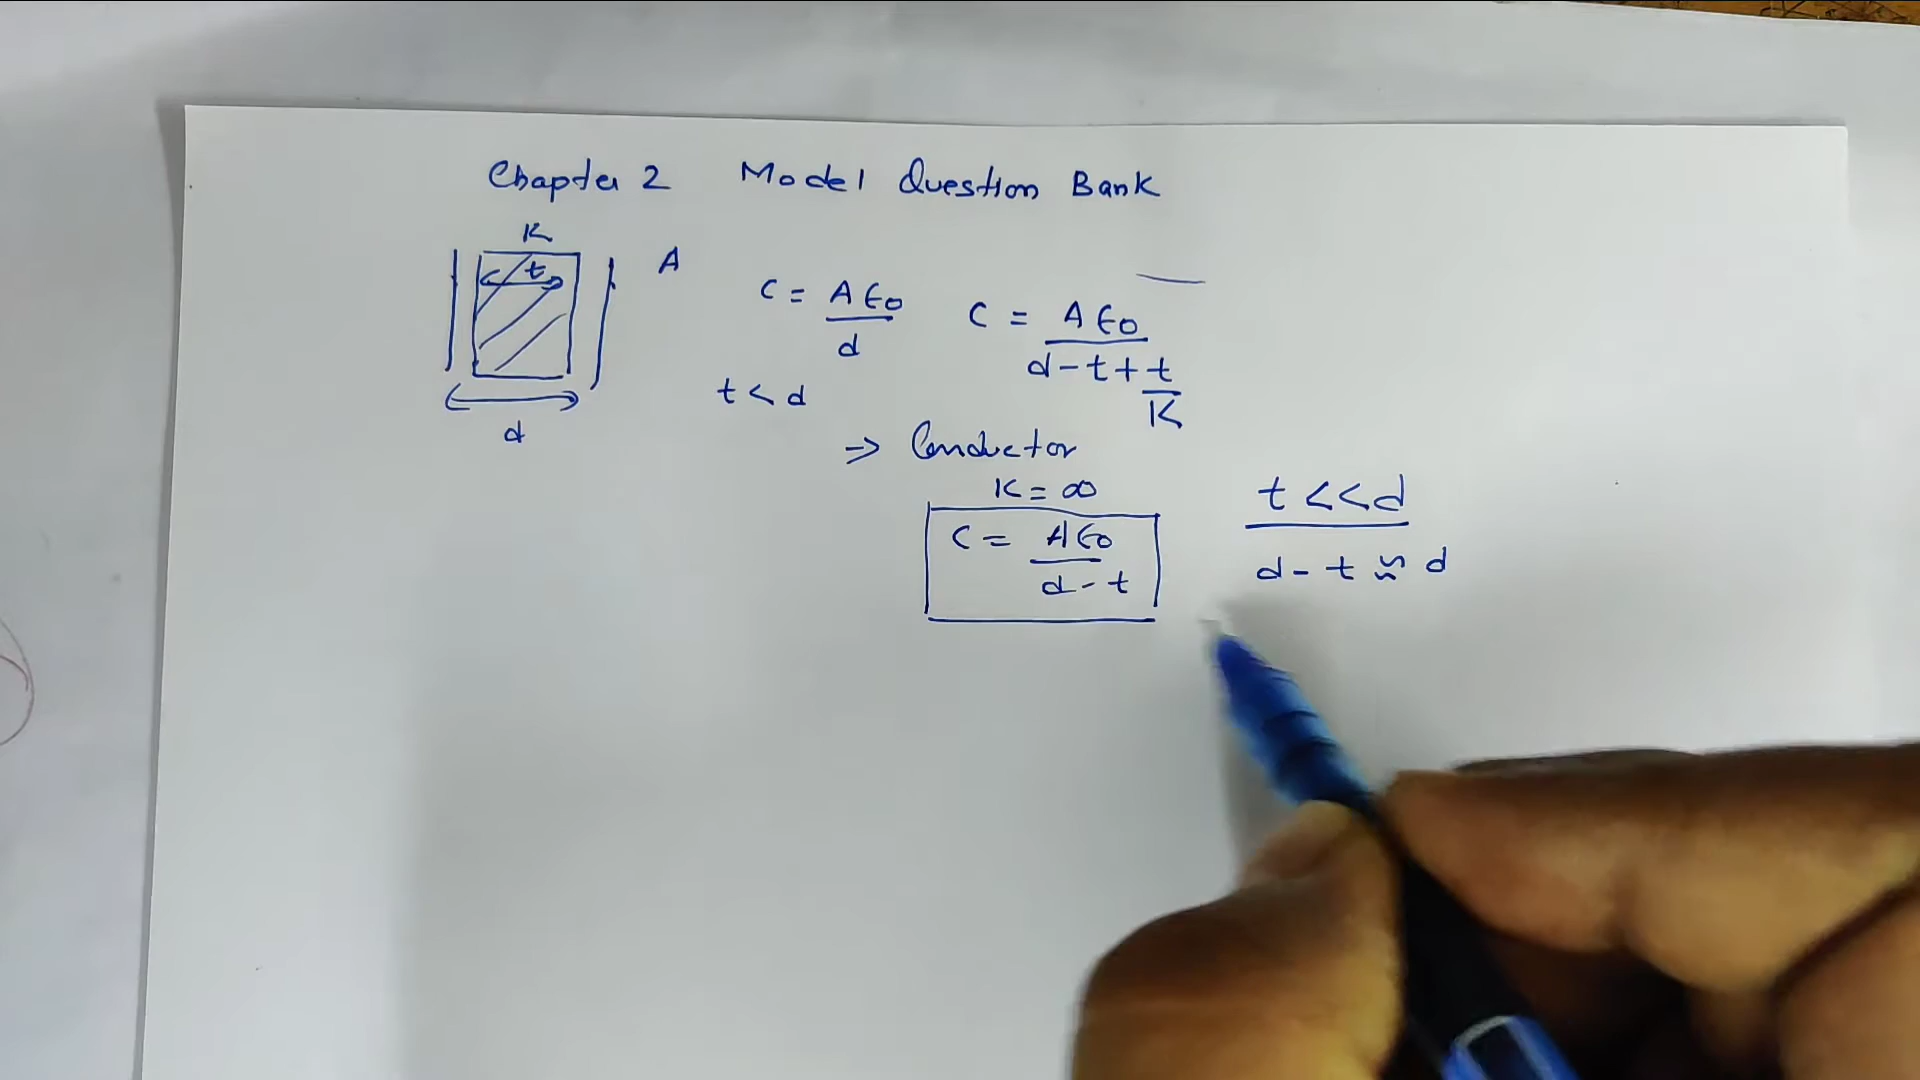 Chapter 2 Model Question Bank
K
t
A
d
C = Aϵ0/d
t < d
C = Aϵ0/(d-t+t/K)
⇒ Conductor
K = ∞
C = Aϵ0/(d-t)
t <<d
d - t ≈ d